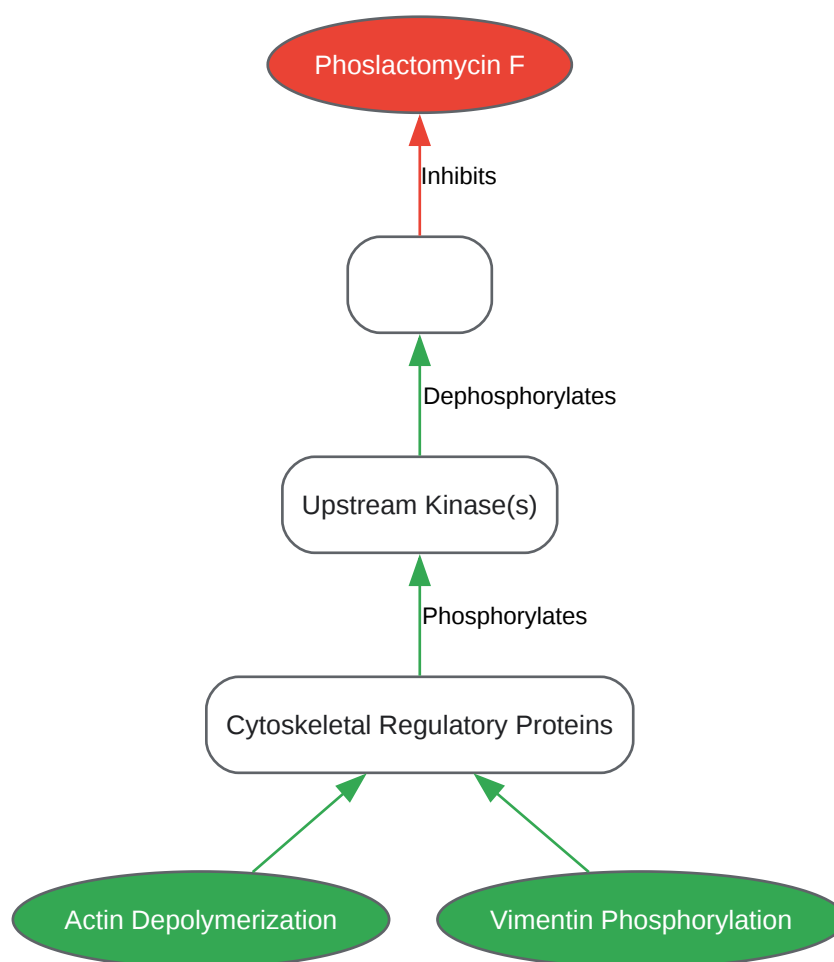 Phoslactomycin F
Inhibits
Dephosphorylates
Upstream Kinase(s)
Phosphorylates
Cytoskeletal Regulatory Proteins
Actin Depolymerization
Vimentin Phosphorylation